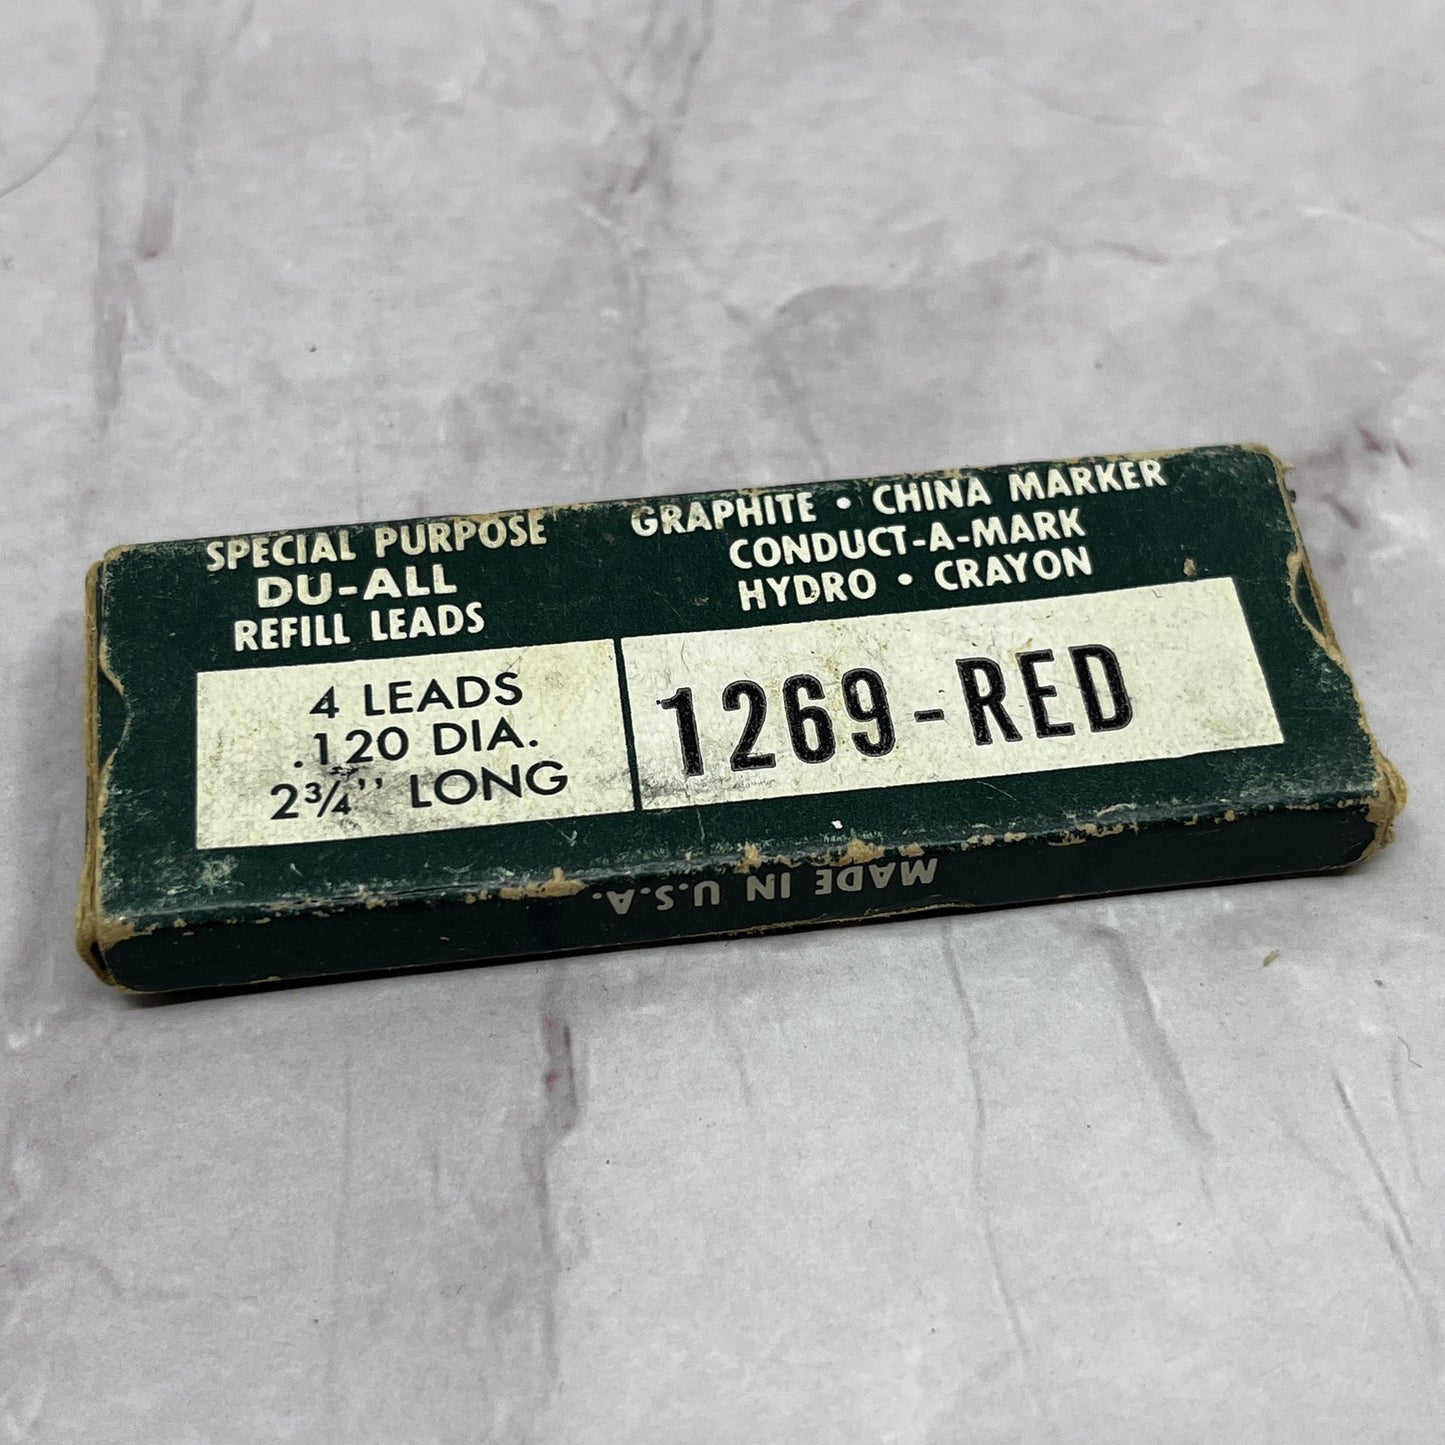 SPECIAL PURPOSE
DU-ALL
REFILL LEADS
GRAPHITE • CHINA MARKER
CONDUCT-A-MARK
HYDRO • CRAYON
4 LEADS
.120 DIA.
2¾" LONG
1269-RED
MADE IN U.S.A.